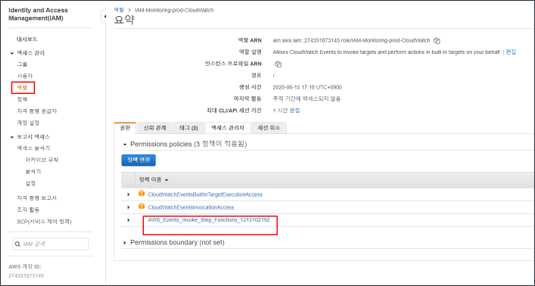 Identity and Access
Management(IAM)
대시보드
액세스 관리
그룹
사용자
역할
정책
자격 증명 공급자
계정 설정
보고서 액세스
액세스 분석기
아카이브 규칙
분석기
설정
자격 증명 보고서
조직 활동
SCP(서비스 제어 정책)
IAM 검색
AWS 계정 ID:
274351873145
역할 > IAM-Monitoring-prod-CloudWatch
요약
역할 ARN arn:aws:iam::274351873145:role/IAM-Monitoring-prod-CloudWatch
역할 설명 Allows CloudWatch Events to invoke targets and perform actions in built-in targets on your behalf. | 편집
인스턴스 프로파일 ARN
경로 /
생성 시간 2020-05-15 17:18 UTC+0900
마지막 활동 추적 기간에 액세스되지 않음
최대 CLI/API 세션 기간 1 시간 편집
권한 신뢰 관계 태그 (2) 액세스 관리자 세션 취소
Permissions policies (3 정책이 적용됨)
정책 연결
정책 이름
CloudWatchEventsBuiltInTargetExecutionAccess
CloudWatchEventsInvocationAccess
AWS_Events_Invoke_Step_Functions_1212102192
Permissions boundary (not set)